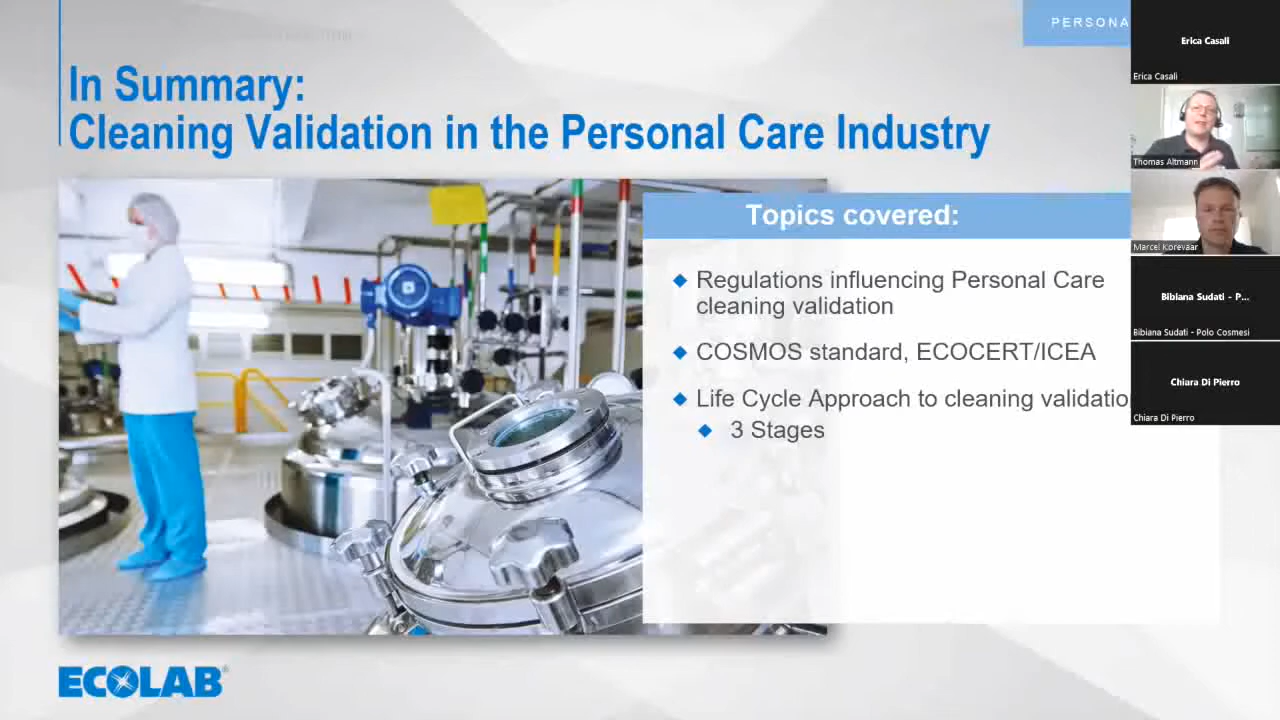 PERSONA
In Summary:
Cleaning Validation in the Personal Care Industry
Topics covered:
Regulations influencing Personal Care
cleaning validation
COSMOS standard, ECOCERT/ICEA
Life Cycle Approach to cleaning validatio
3 Stages
ECOLAB®
Erica Casali
Erica Casali
Thomas Altmann
Marcel Korevaar
Bibiana Sudati - P...
Bibiana Sudati - Polo Cosmesi
Chiara Di Pierro
Chiara Di Pierro